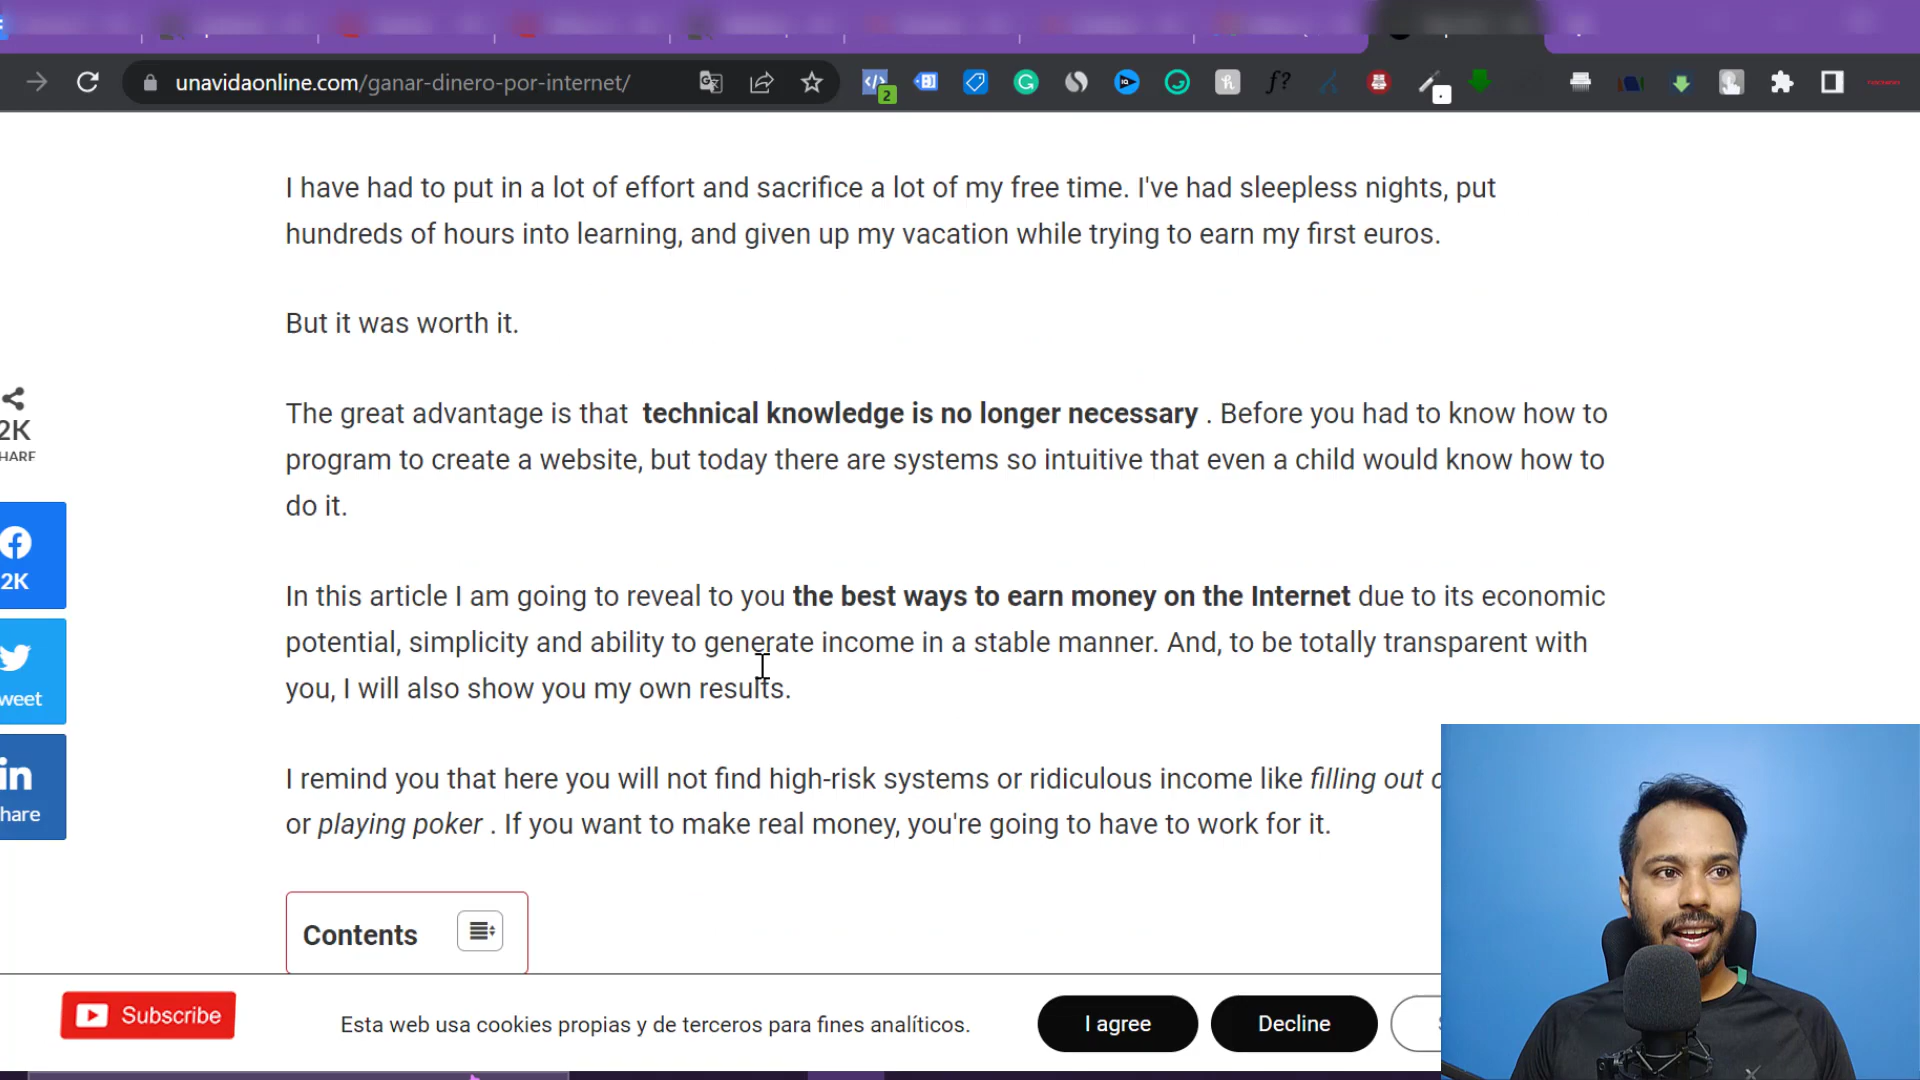 unavidaonline.com/ganar-dinero-por-internet/
2
I have had to put in a lot of effort and sacrifice a lot of my free time. I've had sleepless nights, put
hundreds of hours into learning, and given up my vacation while trying to earn my first euros.
But it was worth it.
2K
HARE
The great advantage is that technical knowledge is no longer necessary . Before you had to know how to
program to create a website, but today there are systems so intuitive that even a child would know how to
do it.
2K
In this article I am going to reveal to you the best ways to earn money on the Internet due to its economic
potential, simplicity and ability to generate income in a stable manner. And, to be totally transparent with
you, I will also show you my own results.
weet
in
hare
I remind you that here you will not find high-risk systems or ridiculous income like filling out
or playing poker . If you want to make real money, you're going to have to work for it.
Contents
Subscribe
Esta web usa cookies propias y de terceros para fines analíticos.
I agree
Decline